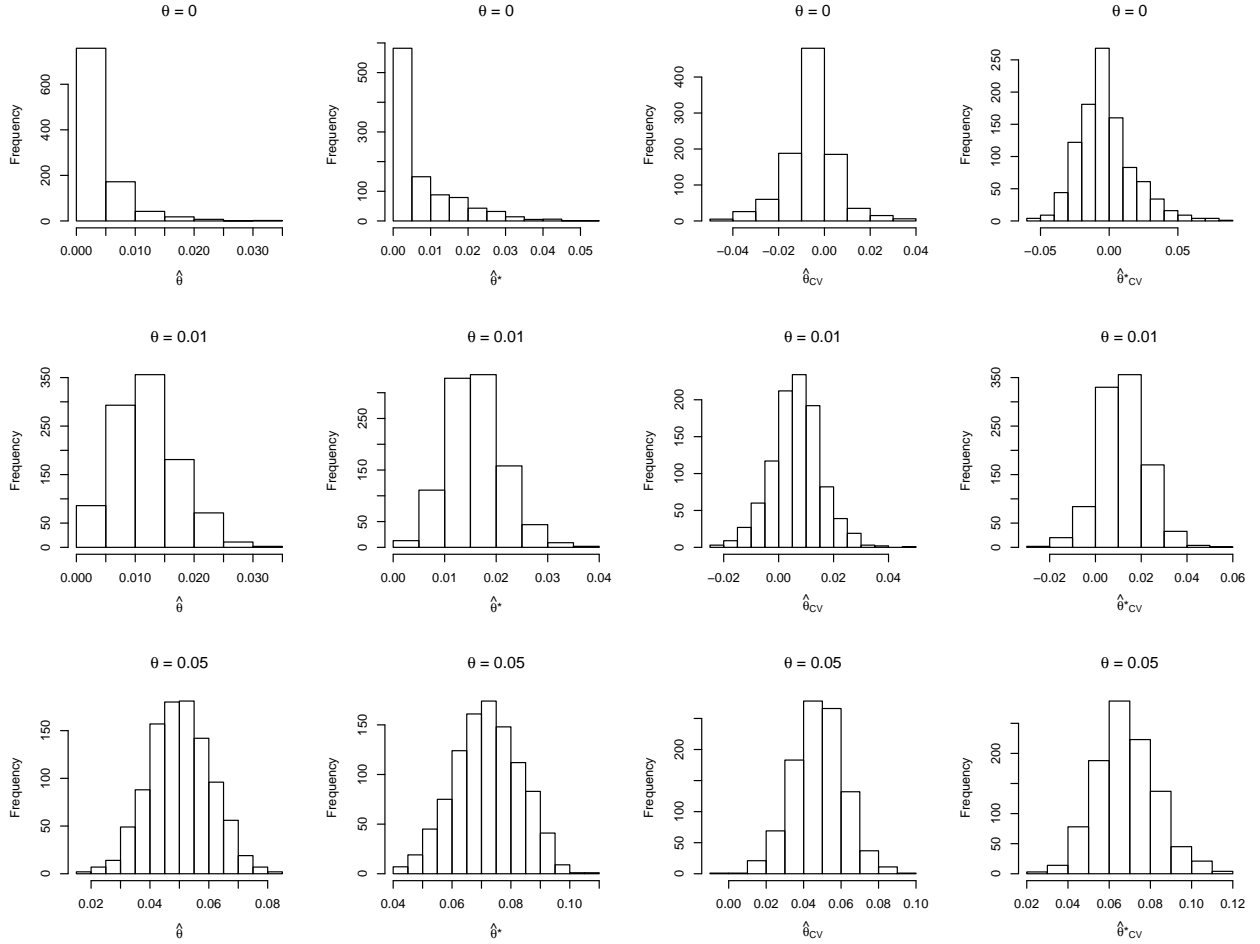 θ = 0
Frequency
0 200 400 600
0.000 0.010 0.020 0.030
θ̂
θ = 0
Frequency
0 100 300 500
0.00 0.01 0.02 0.03 0.04 0.05
θ̂*
θ = 0
Frequency
0 100 200 300 400
−0.04 −0.02 0.00 0.02 0.04
θ̂CV
θ = 0
Frequency
0 50 100 150 200 250
−0.05 0.00 0.05
θ̂*CV
θ = 0.01
Frequency
0 50 150 250 350
0.000 0.010 0.020 0.030
θ̂
θ = 0.01
Frequency
0 50 150 250
0.00 0.01 0.02 0.03 0.04
θ̂*
θ = 0.01
Frequency
0 50 100 150 200
−0.02 0.00 0.02 0.04
θ̂CV
θ = 0.01
Frequency
0 50 150 250 350
−0.02 0.00 0.02 0.04 0.06
θ̂*CV
θ = 0.05
Frequency
0 50 100 150
0.02 0.04 0.06 0.08
θ̂
θ = 0.05
Frequency
0 50 100 150
0.04 0.06 0.08 0.10
θ̂*
θ = 0.05
Frequency
0 50 100 200
0.00 0.02 0.04 0.06 0.08 0.10
θ̂CV
θ = 0.05
Frequency
0 50 100 200
0.02 0.04 0.06 0.08 0.10 0.12
θ̂*CV